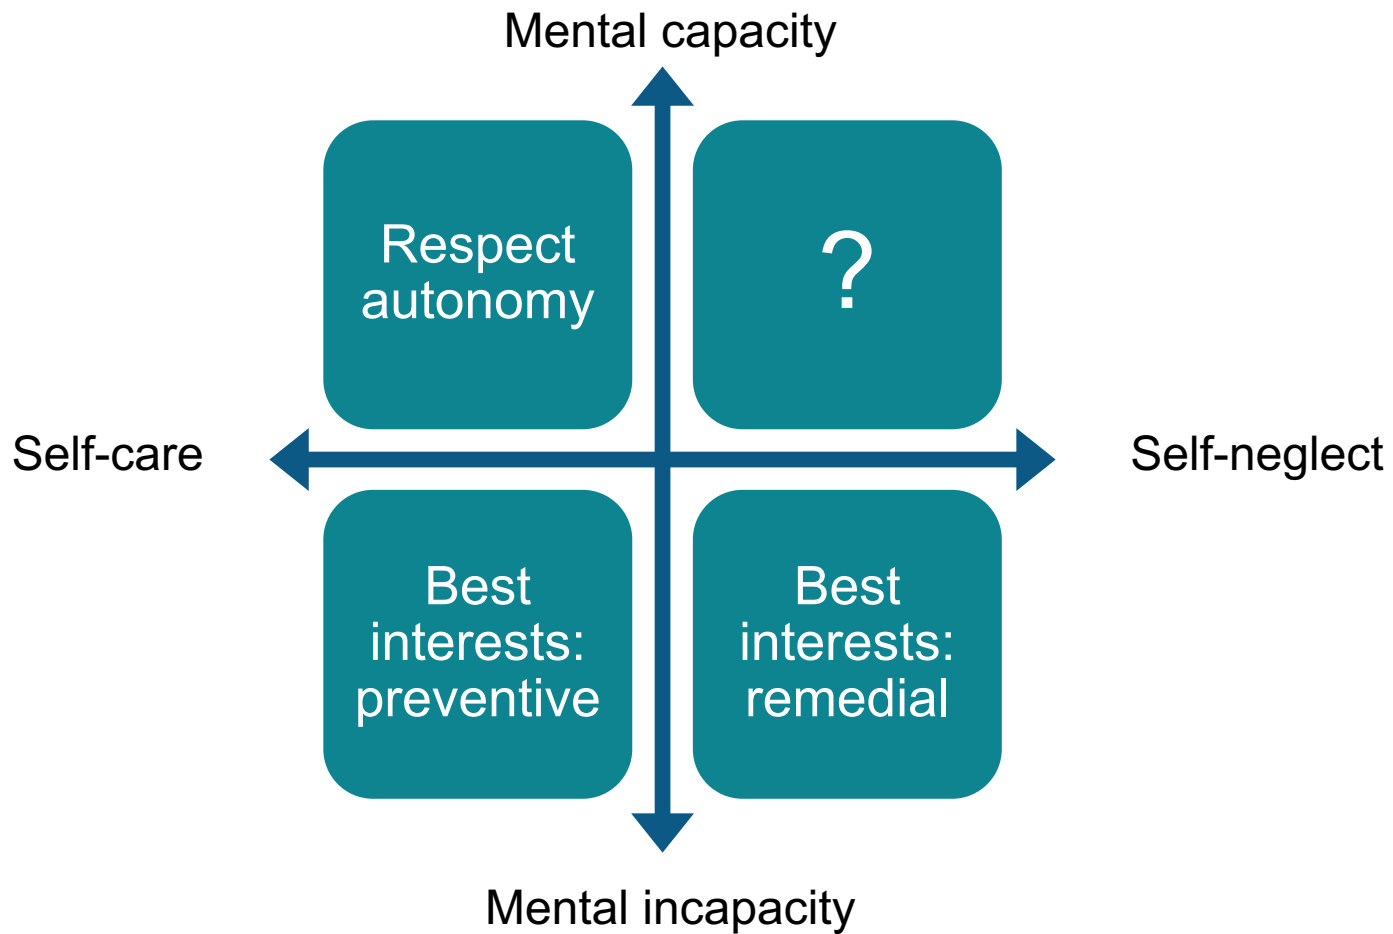 Mental capacity
Respect
autonomy
?
Self-care
Self-neglect
Best
interests:
preventive
Best
interests:
remedial
Mental incapacity